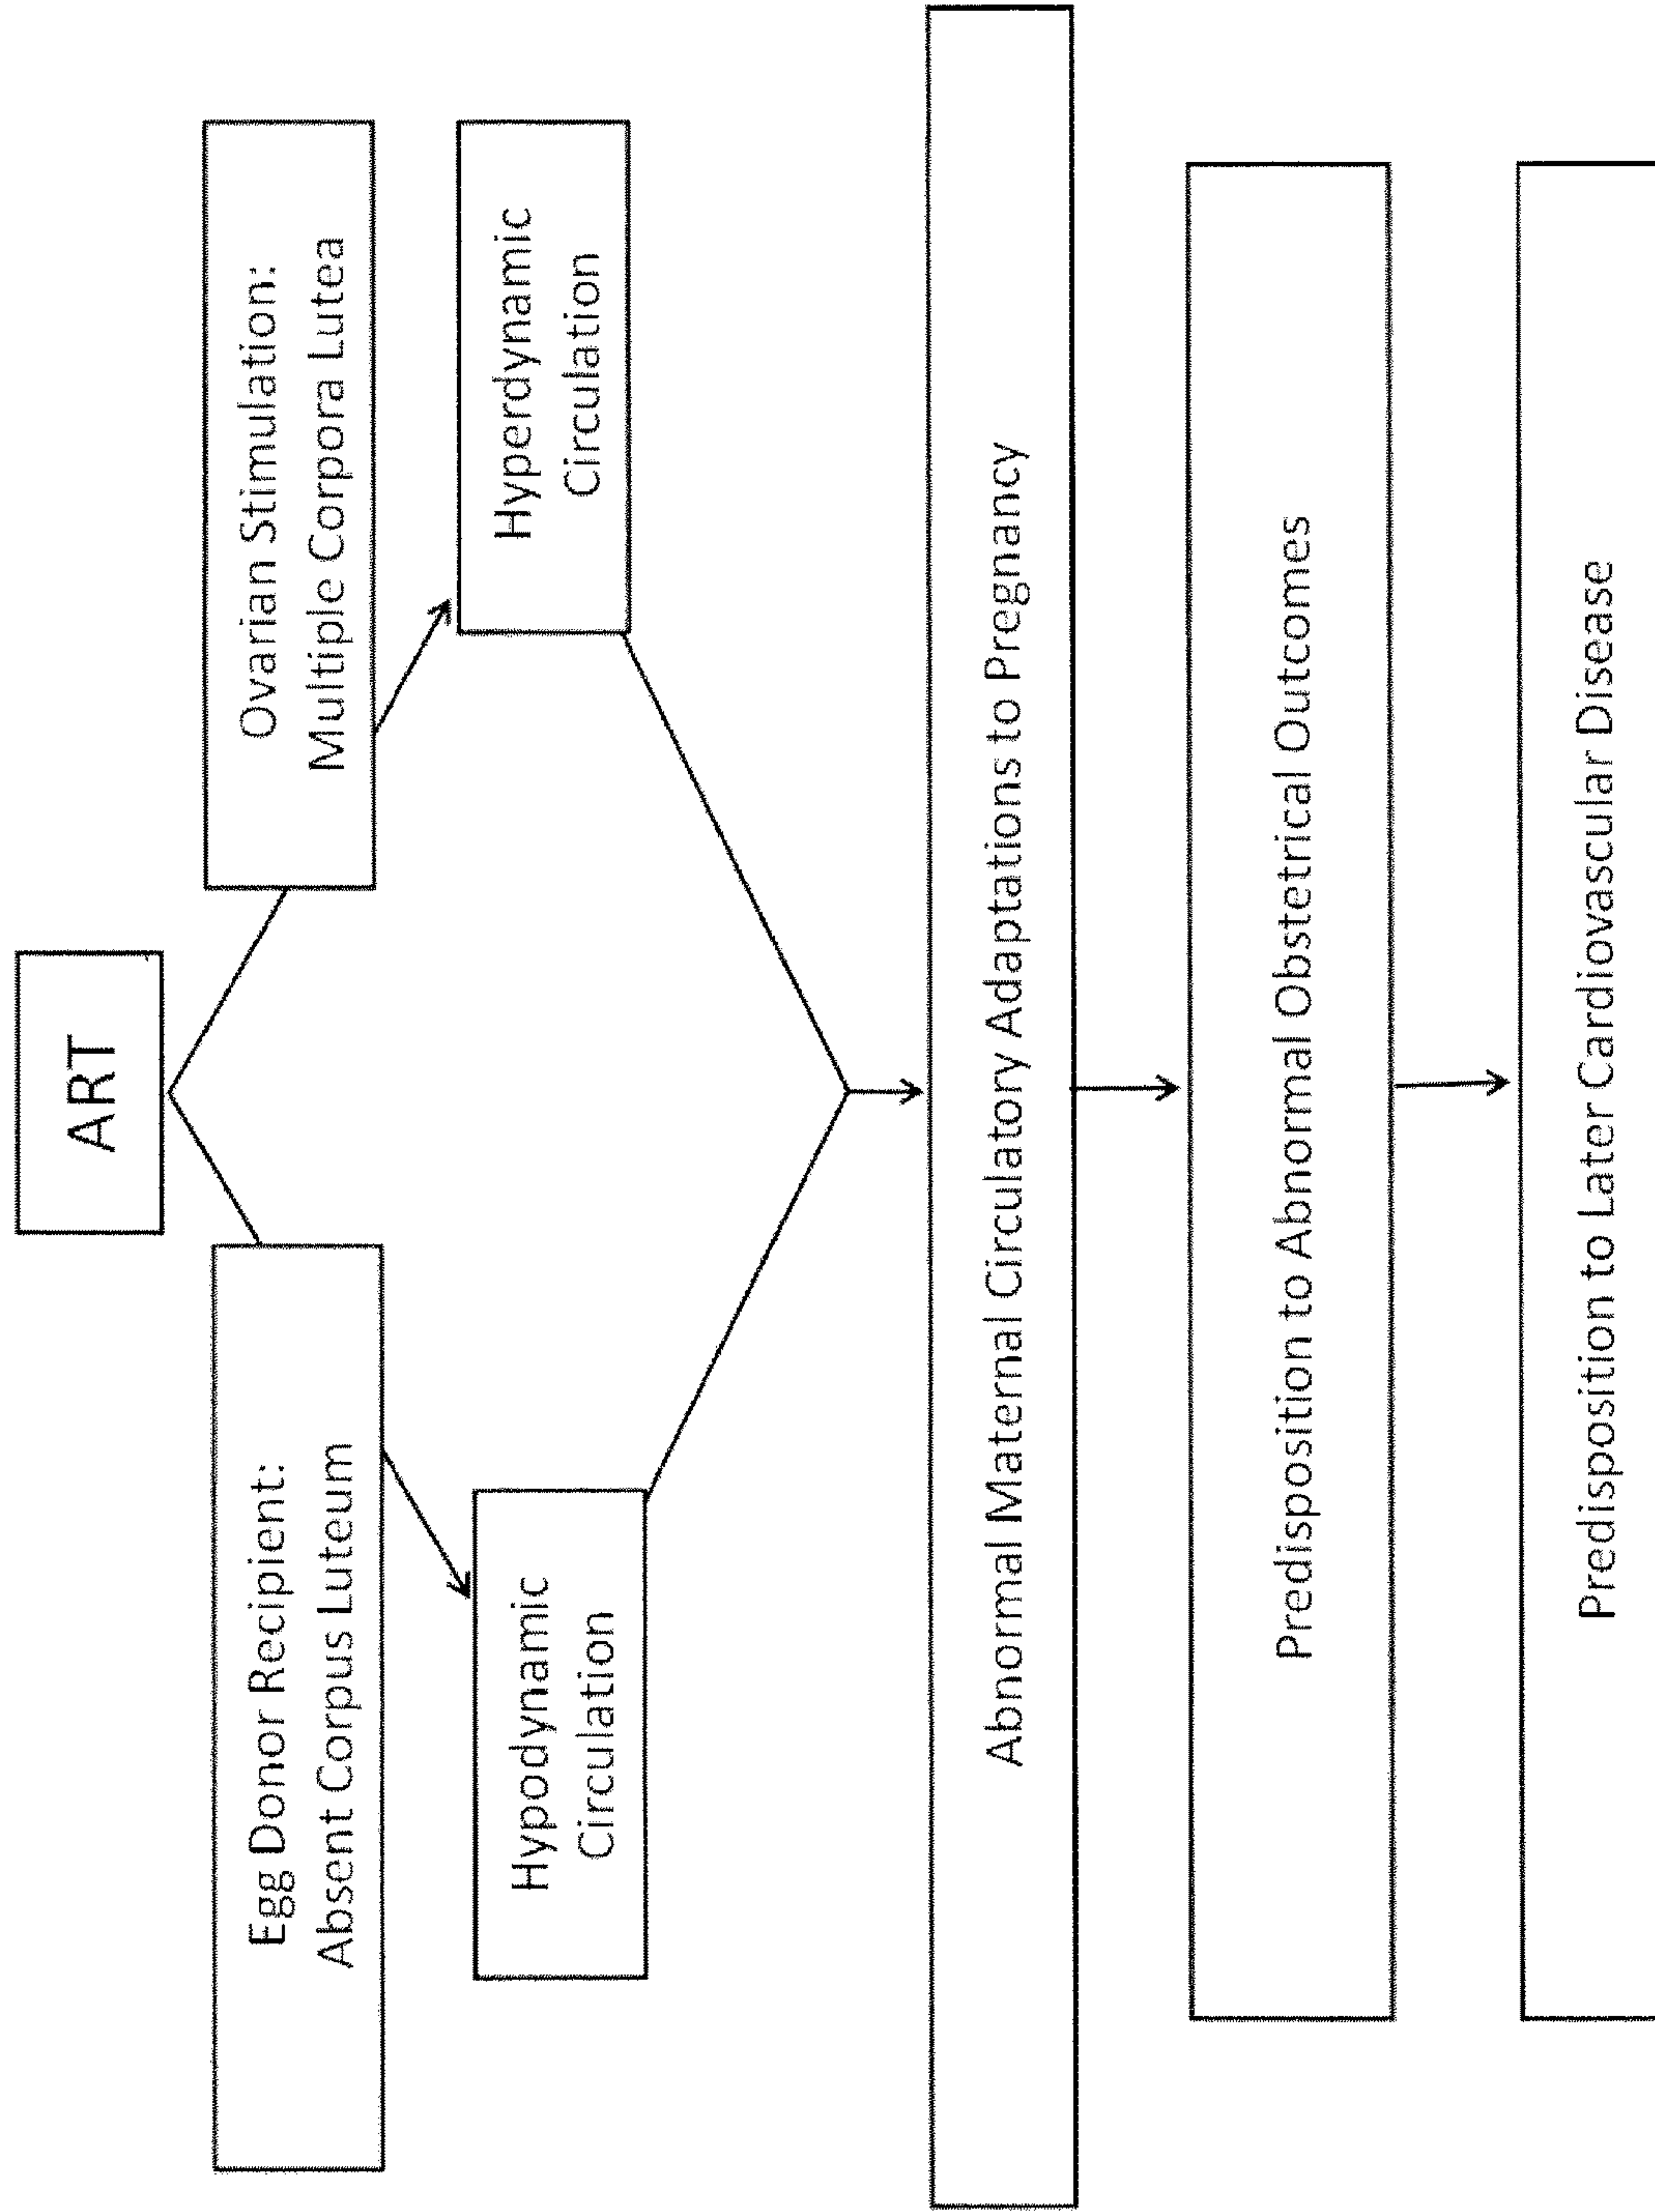 ART
Egg Donor Recipient:
Absent Corpus Luteum
Ovarian Stimulation:
Multiple Corpora Lutea
Hypodynamic
Circulation
Hyperdynamic
Circulation
Abnormal Maternal Circulatory Adaptations to Pregnancy
Predisposition to Abnormal Obstetrical Outcomes
Predisposition to Later Cardiovascular Disease